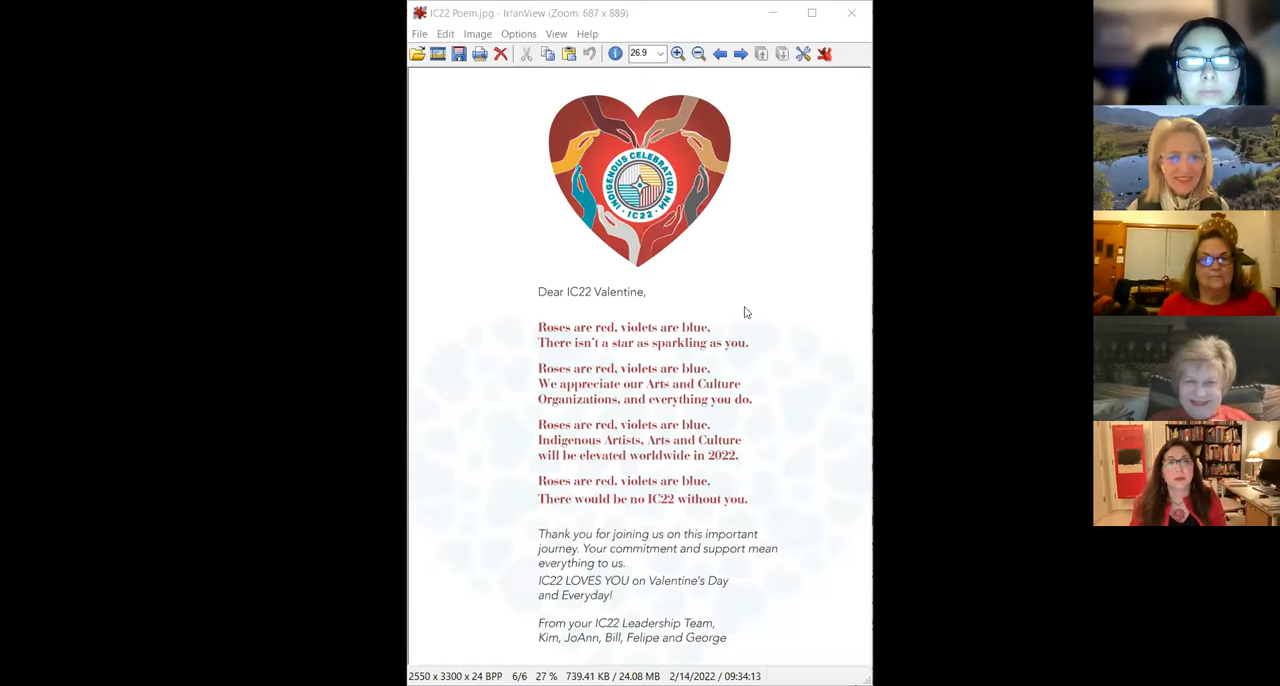 IC22 Poem.jpg - IrfanView (Zoom: 687 x 889)
File Edit Image Options View Help
26.9
INDIGENOUS CELEBRATION NM
· IC22 ·
Dear IC22 Valentine,
Roses are red, violets are blue,
There isn't a star as sparkling as you.
Roses are red, violets are blue,
We appreciate our Arts and Culture
Organizations, and everything you do.
Roses are red, violets are blue,
Indigenous Artists, Arts and Culture
will be elevated worldwide in 2022.
Roses are red, violets are blue,
There would be no IC22 without you.
Thank you for joining us on this important
journey. Your commitment and support mean
everything to us.
IC22 LOVES YOU on Valentine's Day
and Everyday!
From your IC22 Leadership Team,
Kim, JoAnn, Bill, Felipe and George
2550 x 3300 x 24 BPP 6/6 27 % 739.41 KB / 24.08 MB 2/14/2022 / 09:34:13